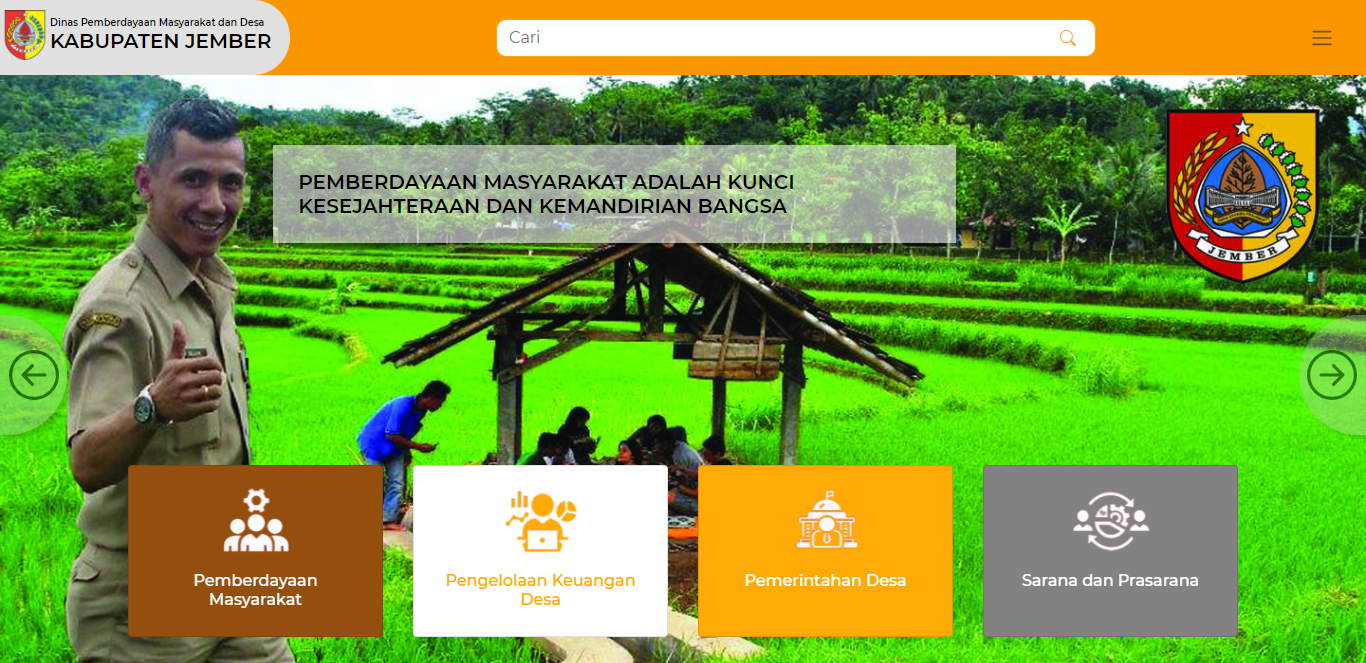 Dinas Pemberdayaan Masyarakat dan Desa
KABUPATEN JEMBER
Cari
PEMBERDAYAAN MASYARAKAT ADALAH KUNCI
KESEJAHTERAAN DAN KEMANDIRIAN BANGSA
JEMBER
Pemberdayaan
Masyarakat
Pengelolaan Keuangan
Desa
Pemerintahan Desa
Sarana dan Prasarana